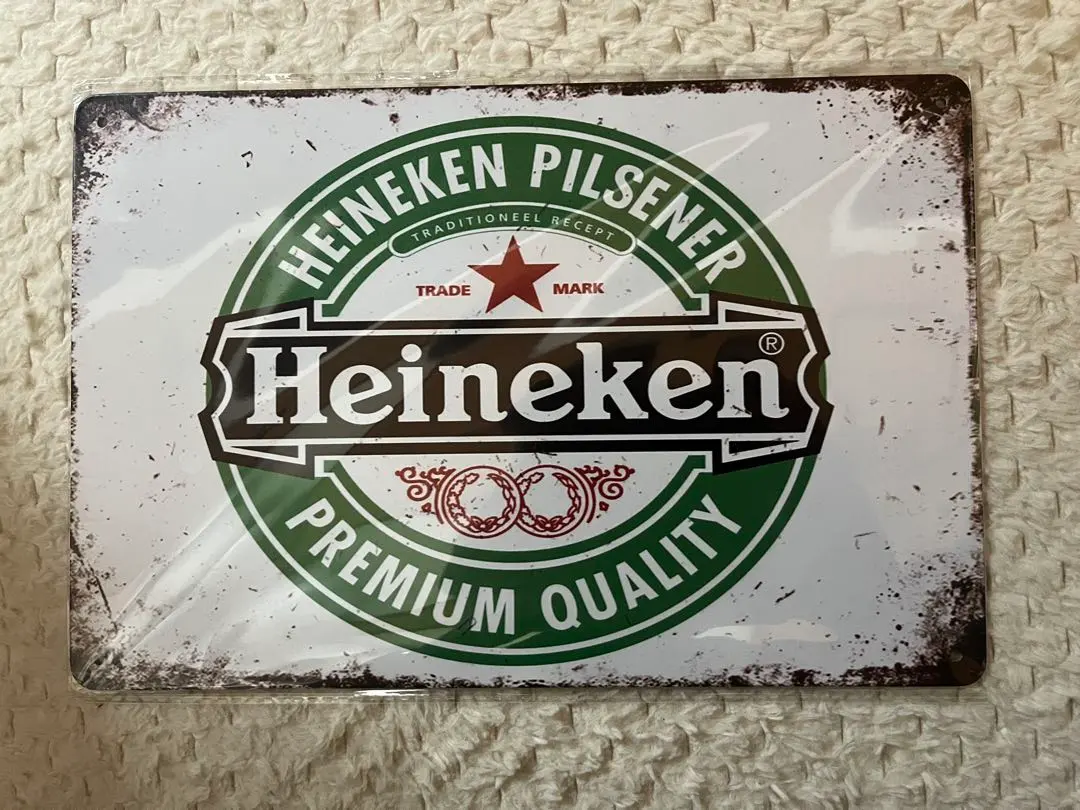 HEINEKEN PILSENER
TRADITIONEEL RECEPT
TRADE MARK
Heineken®
PREMIUM QUALITY